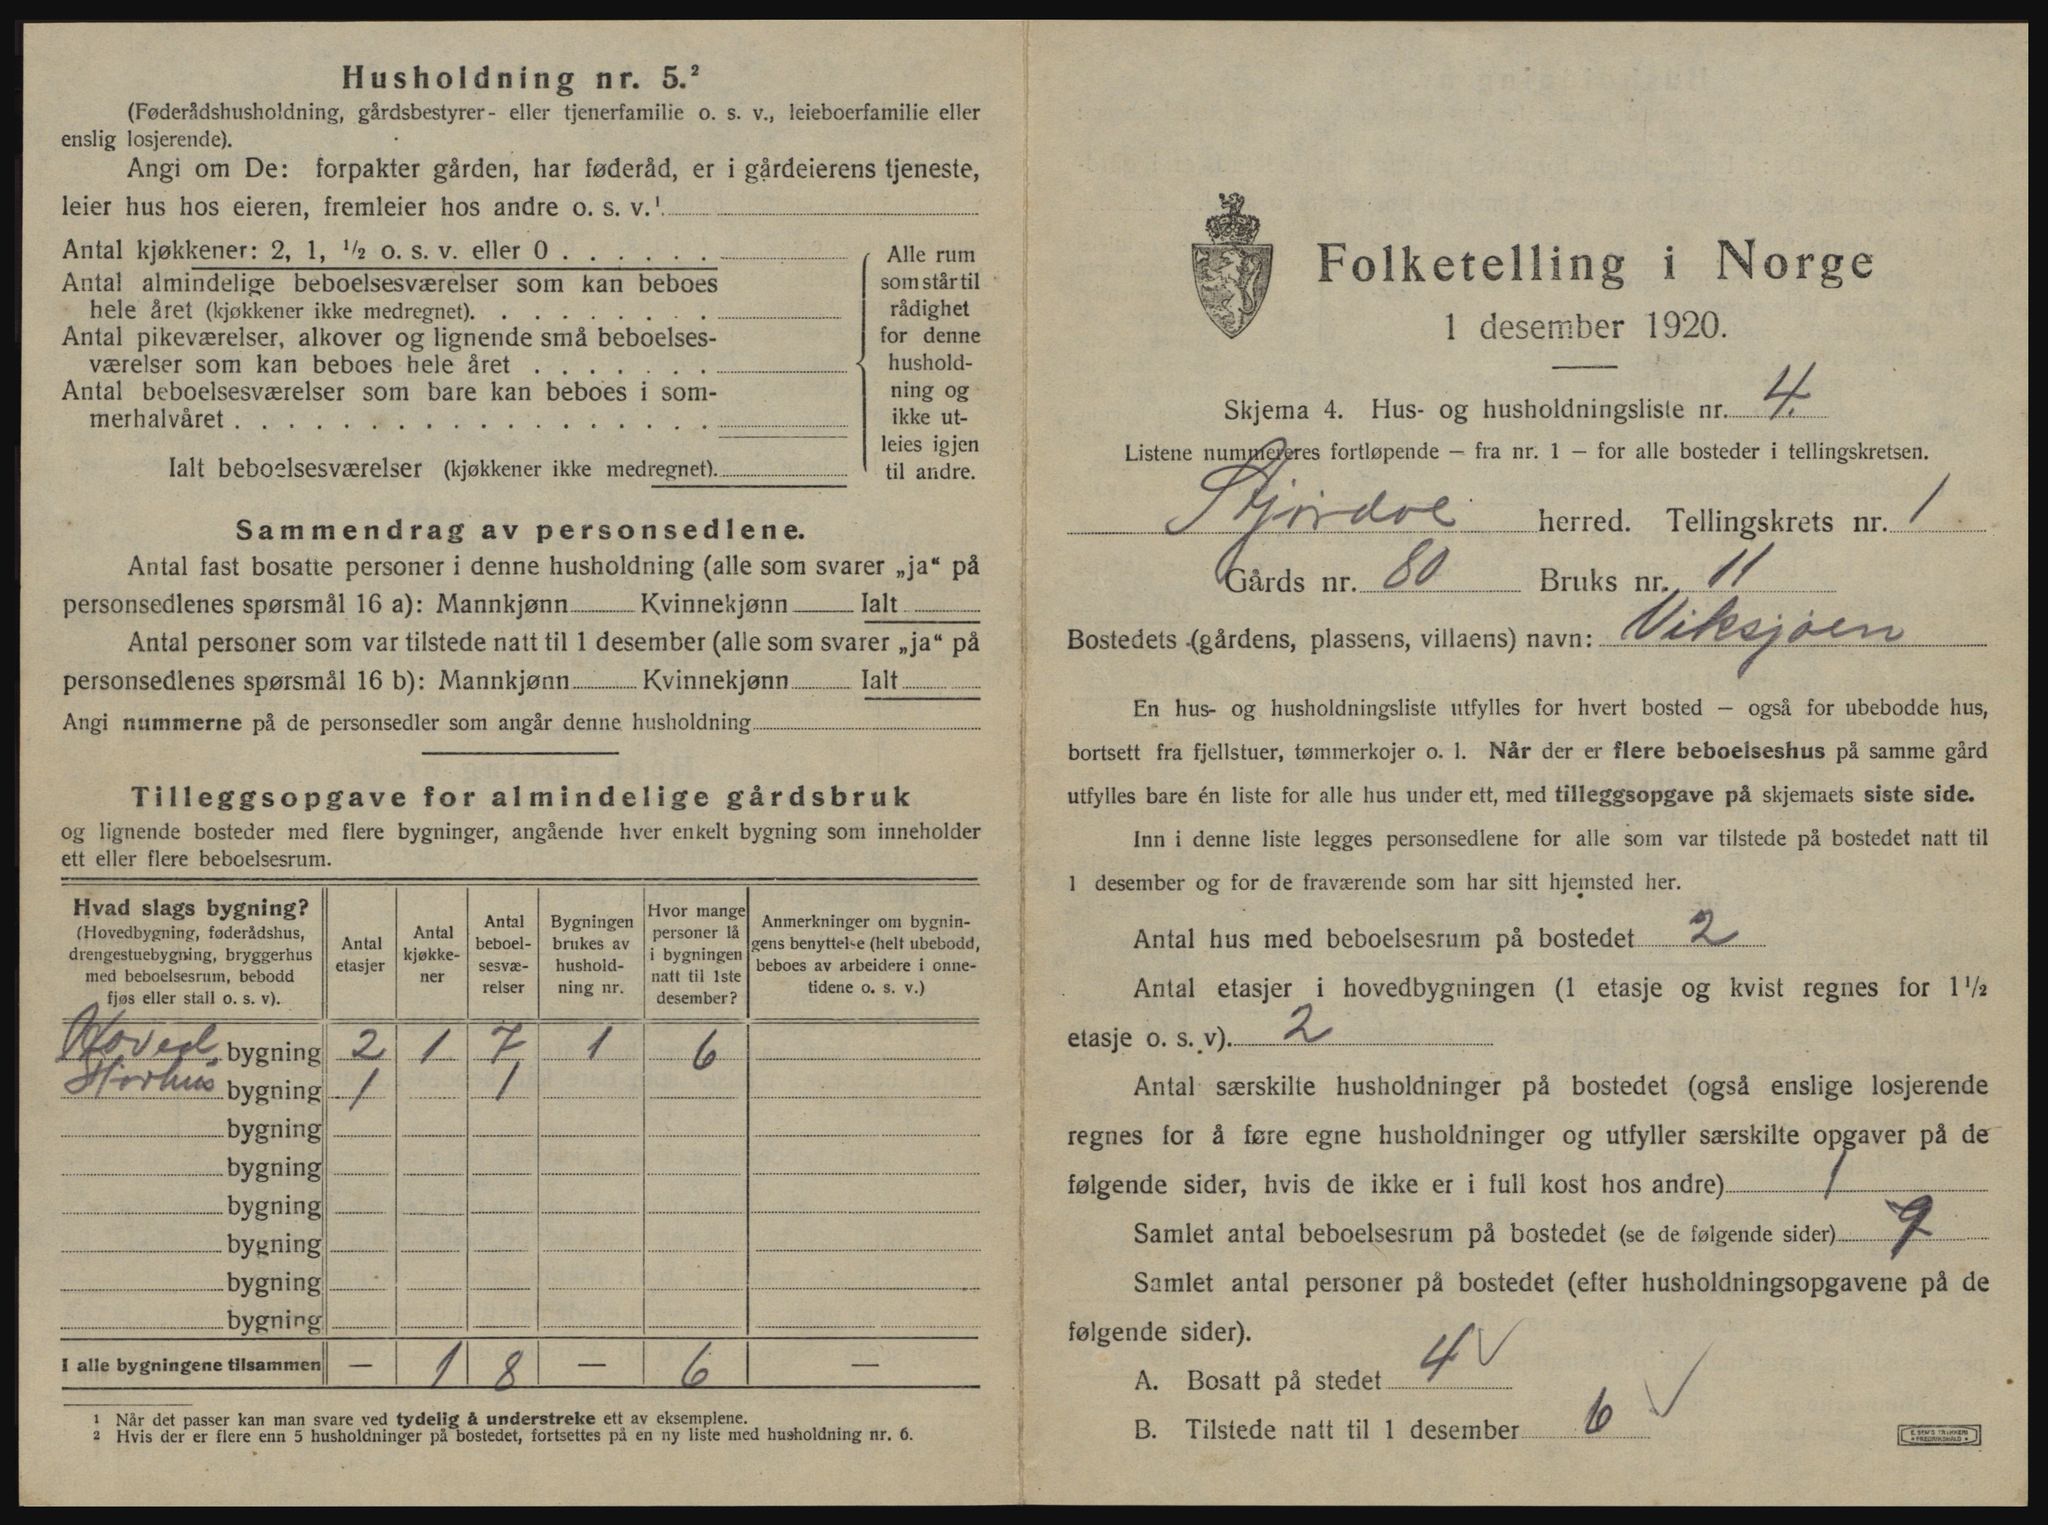 Husholdning nr. 5.²
(Føderådshusholdning, gårdsbestyrer- eller tjenerfamilie o. s. v., leieboerfamilie eller
enslig losjerende).
Angi om De: forpakter gården, har føderåd, er i gårdeierens tjeneste,
leier hus hos eieren, fremleier hos andre o. s. v.¹
Antal kjøkkener: 2, 1, ½ o. s. v. eller 0 . . . . . .
Antal almindelige beboelsesværelser som kan beboes
hele året (kjøkkener ikke medregnet). . . . . . . . .
Antal pikeværelser, alkover og lignende små beboelses-
værelser som kan beboes hele året . . . . . . .
Antal beboelsesværelser som bare kan beboes i som-
merhalvåret . . . . . . . . . . . . . . . . . .
Ialt beboelsesværelser (kjøkkener ikke medregnet).
Alle rum
som står til
rådighet
for denne
hushold-
ning og
ikke ut-
leies igjen
til andre.
Sammendrag av personsedlene.
Antal fast bosatte personer i denne husholdning (alle som svarer „ja“ på
personsedlenes spørsmål 16 a): Mannkjønn Kvinnekjønn Ialt
Antal personer som var tilstede natt til 1 desember (alle som svarer „ja“ på
personsedlenes spørsmål 16 b): Mannkjønn Kvinnekjønn Ialt
Angi nummerne på de personsedler som angår denne husholdning
Tilleggsopgave for almindelige gårdsbruk
og lignende bosteder med flere bygninger, angående hver enkelt bygning som inneholder
ett eller flere beboelsesrum.
Hvad slags bygning?
(Hovedbygning, føderådshus,
drengestuebygning, bryggerhus
med beboelsesrum, bebodd
fjøs eller stall o. s. v).
Antal
etasjer
Antal
kjøkke-
ner
Antal
beboel-
sesvæ-
relser
Bygningen
brukes av
hushold-
ning nr.
Hvor mange
personer lå
i bygningen
natt til 1ste
desember?
Anmerkninger om bygnin-
gens benyttelse (helt ubebodd,
beboes av arbeidere i onne-
tidene o. s. v.)
Hoved bygning 2 1 7 1 6
bygning 1 1
bygning
bygning
bygning
bygning
bygning
bygning
I alle bygningene tilsammen — 1 8 — 6 —
1 Når det passer kan man svare ved tydelig å understreke ett av eksemplene.
2 Hvis der er flere enn 5 husholdninger på bostedet, fortsettes på en ny liste med husholdning nr. 6.
Folketelling i Norge
1 desember 1920.
Skjema 4. Hus- og husholdningsliste nr. 4.
Listene nummereres fortløpende — fra nr. 1 — for alle bosteder i tellingskretsen.
herred. Tellingskrets nr. 1
Gårds nr. 80 Bruks nr. 11
Bostedets (gårdens, plassens, villaens) navn: Viksjøen
En hus- og husholdningsliste utfylles for hvert bosted — også for ubebodde hus,
bortsett fra fjellstuer, tømmerkojer o. l. Når der er flere beboelseshus på samme gård
utfylles bare én liste for alle hus under ett, med tilleggsopgave på skjemaets siste side.
Inn i denne liste legges personsedlene for alle som var tilstede på bostedet natt til
1 desember og for de fraværende som har sitt hjemsted her.
Antal hus med beboelsesrum på bostedet 2
Antal etasjer i hovedbygningen (1 etasje og kvist regnes for 1½
etasje o. s. v). 2
Antal særskilte husholdninger på bostedet (også enslige losjerende
regnes for å føre egne husholdninger og utfyller særskilte opgaver på de
følgende sider, hvis de ikke er i full kost hos andre) 1
Samlet antal beboelsesrum på bostedet (se de følgende sider) 9
Samlet antal personer på bostedet (efter husholdningsopgavene på de
følgende sider).
A. Bosatt på stedet 4 ✓
B. Tilstede natt til 1 desember 6 ✓